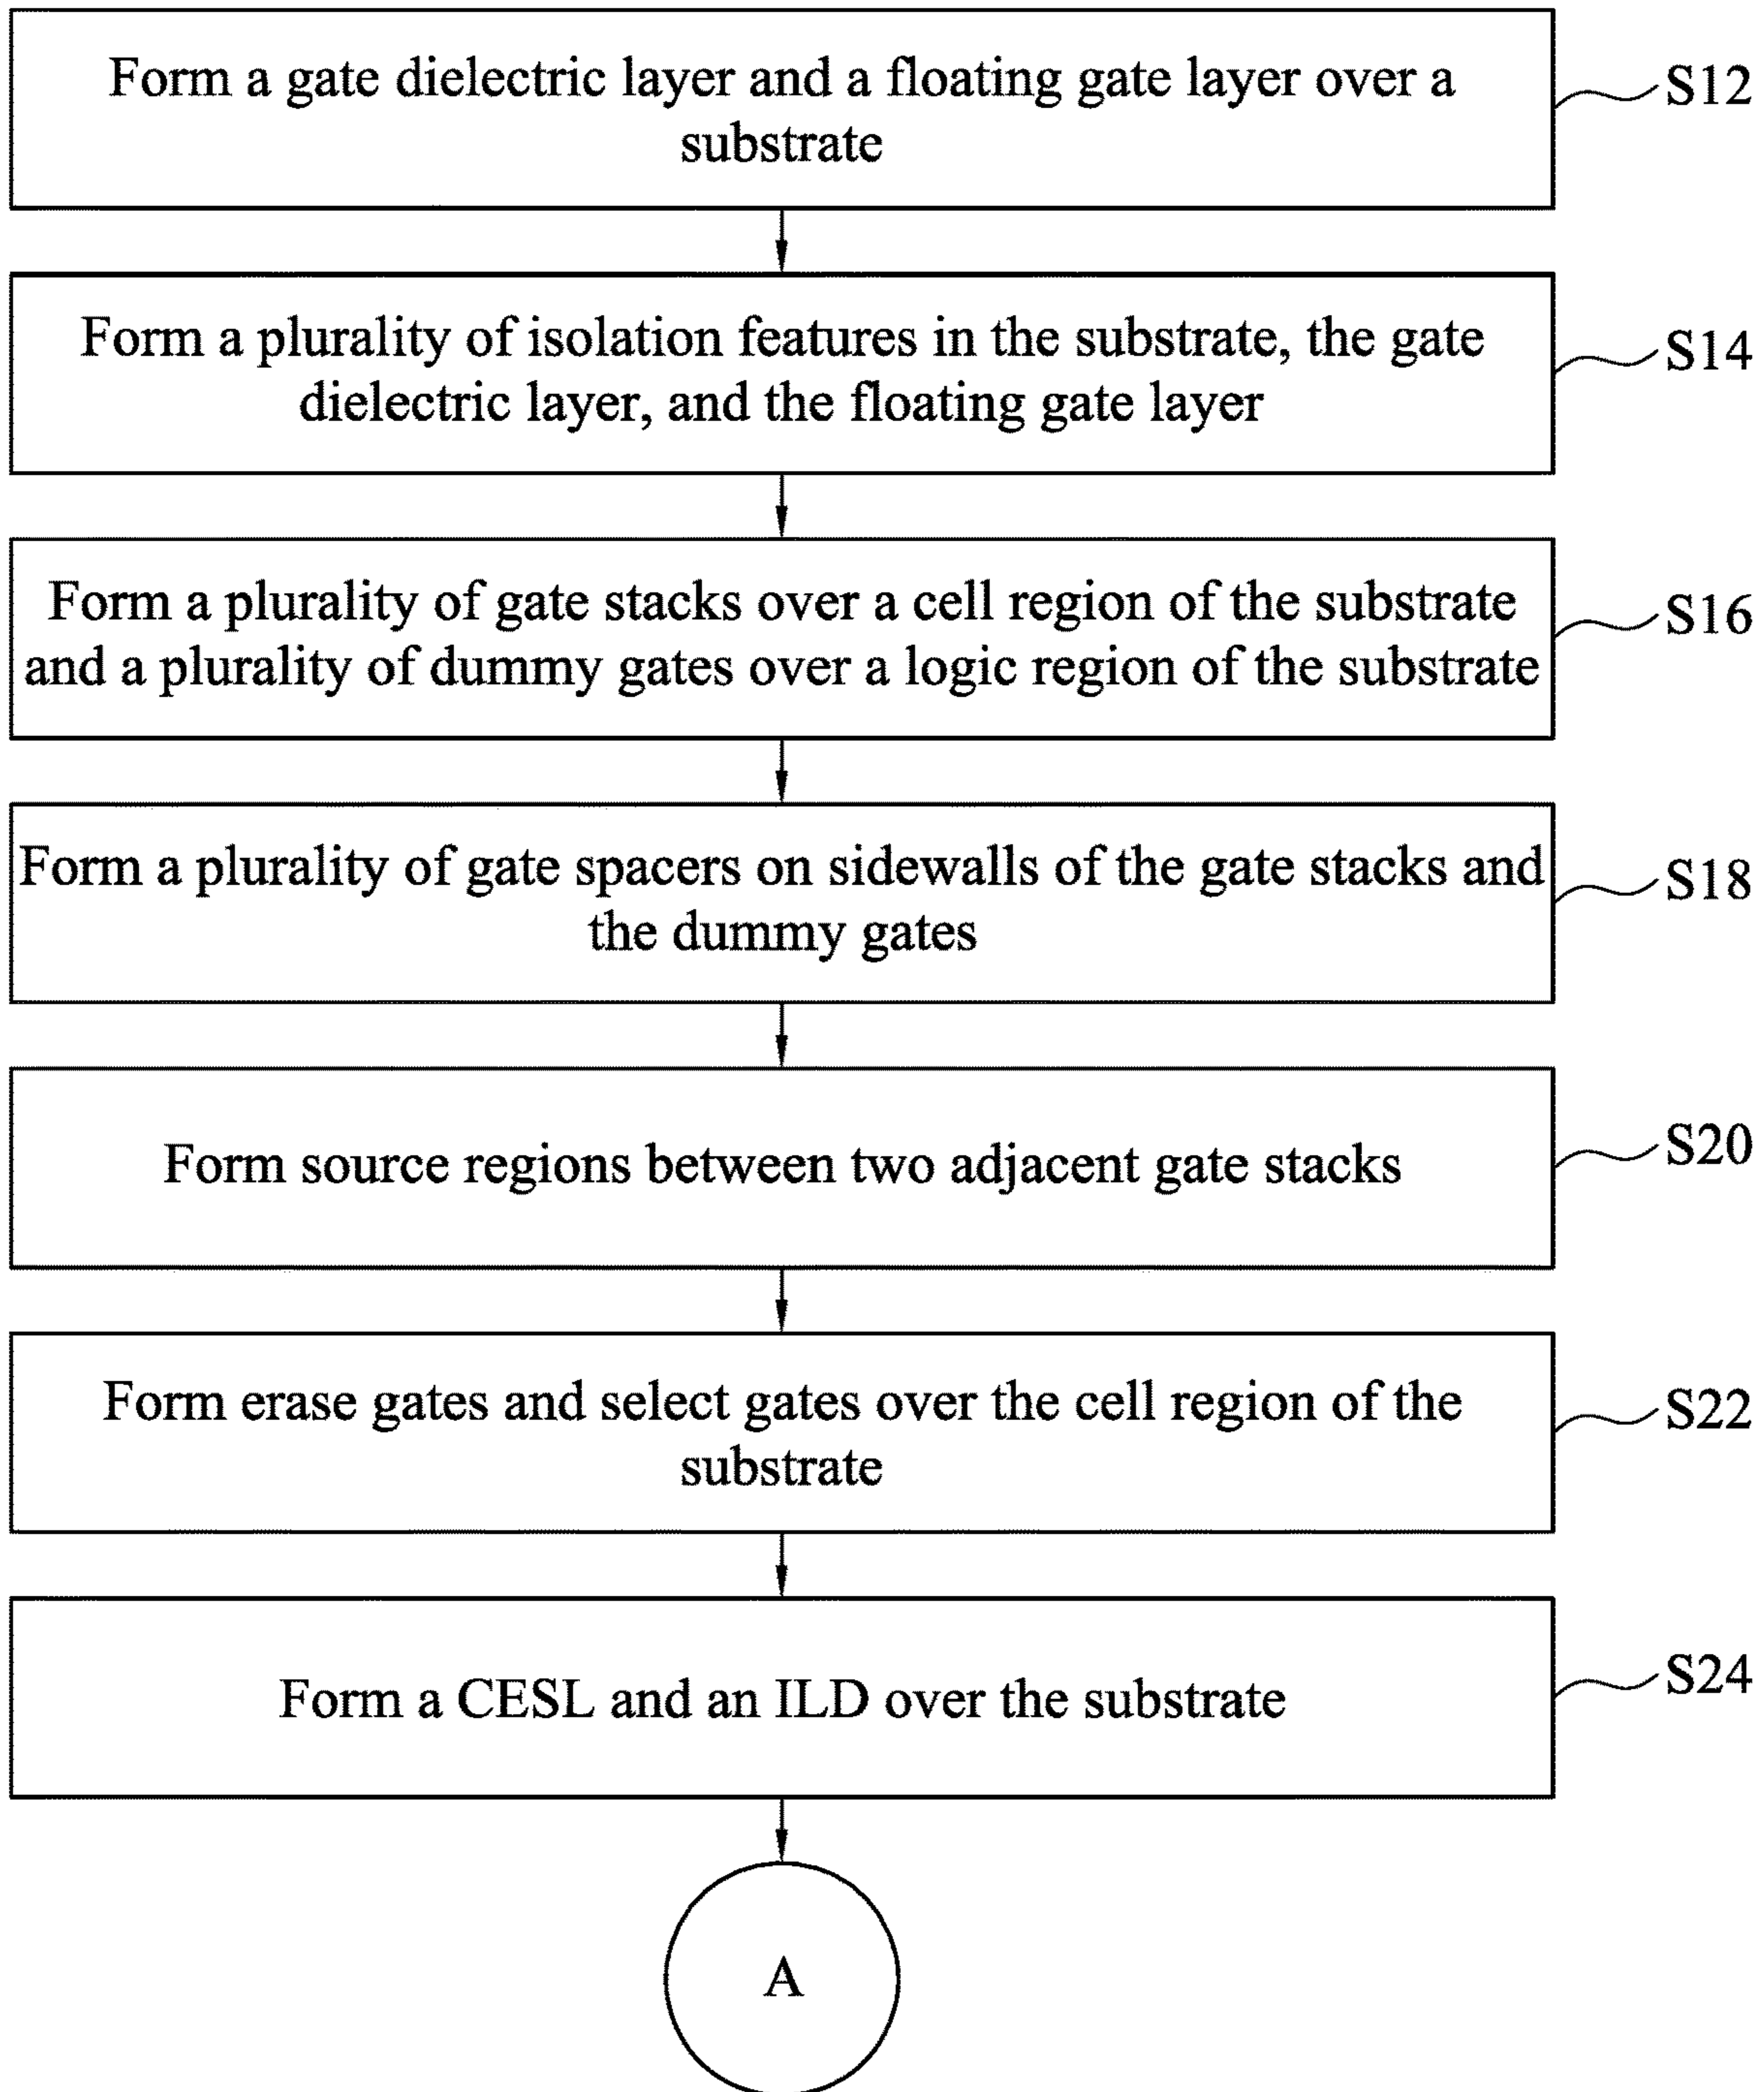 Form a gate dielectric layer and a floating gate layer over a
substrate
S12
Form a plurality of isolation features in the substrate, the gate
dielectric layer, and the floating gate layer
S14
Form a plurality of gate stacks over a cell region of the substrate
and a plurality of dummy gates over a logic region of the substrate
S16
Form a plurality of gate spacers on sidewalls of the gate stacks and
the dummy gates
S18
Form source regions between two adjacent gate stacks
S20
Form erase gates and select gates over the cell region of the
substrate
S22
Form a CESL and an ILD over the substrate
S24
A